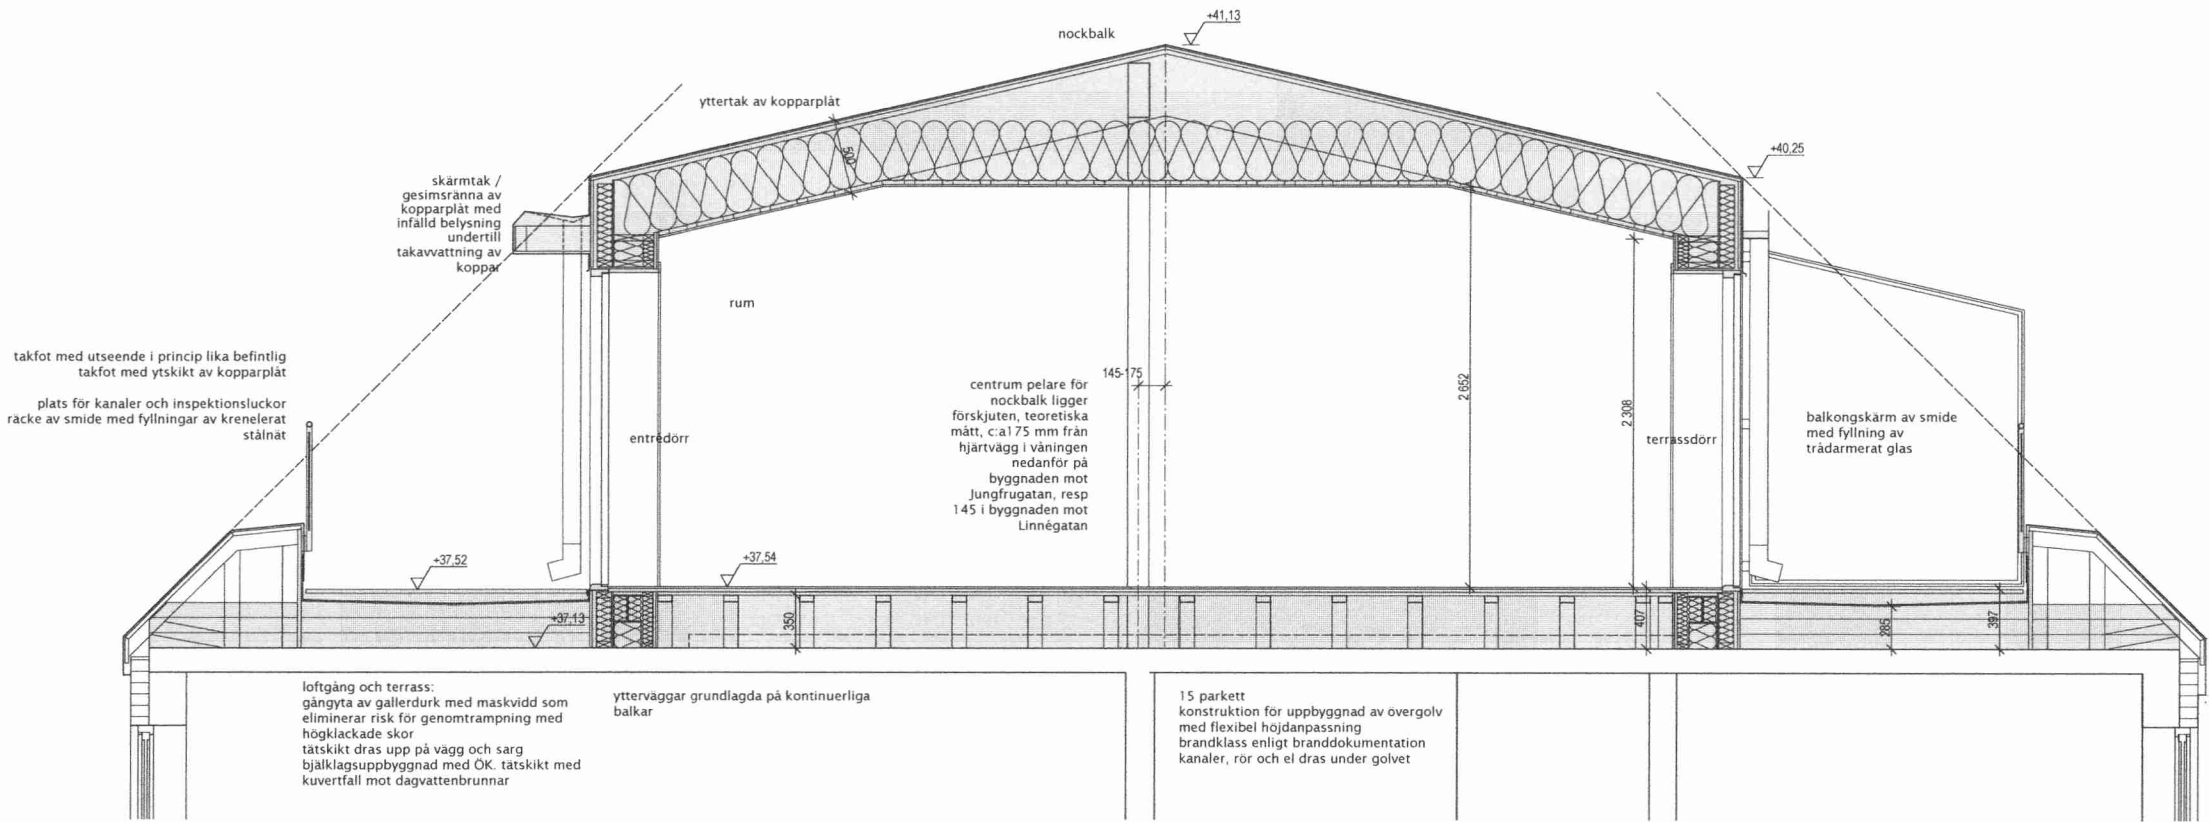 +41,13
nockbalk
yttertak av kopparplåt
500
+40,25
skärmtak /
gesimsränna av
kopparplåt med
infälld belysning
undertill
takavvattning av
koppar
rum
takfot med utseende i princip lika befintlig
takfot med ytskikt av kopparplåt
plats för kanaler och inspektionsluckor
räcke av smide med fyllningar av krenelerat
stålnät
entrédörr
145-175
centrum pelare för
nockbalk ligger
förskjuten, teoretiska
mått, c:a175 mm från
hjärtvägg i våningen
nedanför på
byggnaden mot
Jungfrugatan, resp
145 i byggnaden mot
Linnégatan
2 652
2 308
terrassdörr
balkongskärm av smide
med fyllning av
trådarmerat glas
+37,52
+37,54
+37,13
350
407
285
397
loftgång och terrass:
gångyta av gallerdurk med maskvidd som
eliminerar risk för genomtrampning med
högklackade skor
tätskikt dras upp på vägg och sarg
bjälklagsuppbyggnad med ÖK. tätskikt med
kuvertfall mot dagvattenbrunnar
ytterväggar grundlagda på kontinuerliga
balkar
15 parkett
konstruktion för uppbyggnad av övergolv
med flexibel höjdanpassning
brandklass enligt branddokumentation
kanaler, rör och el dras under golvet